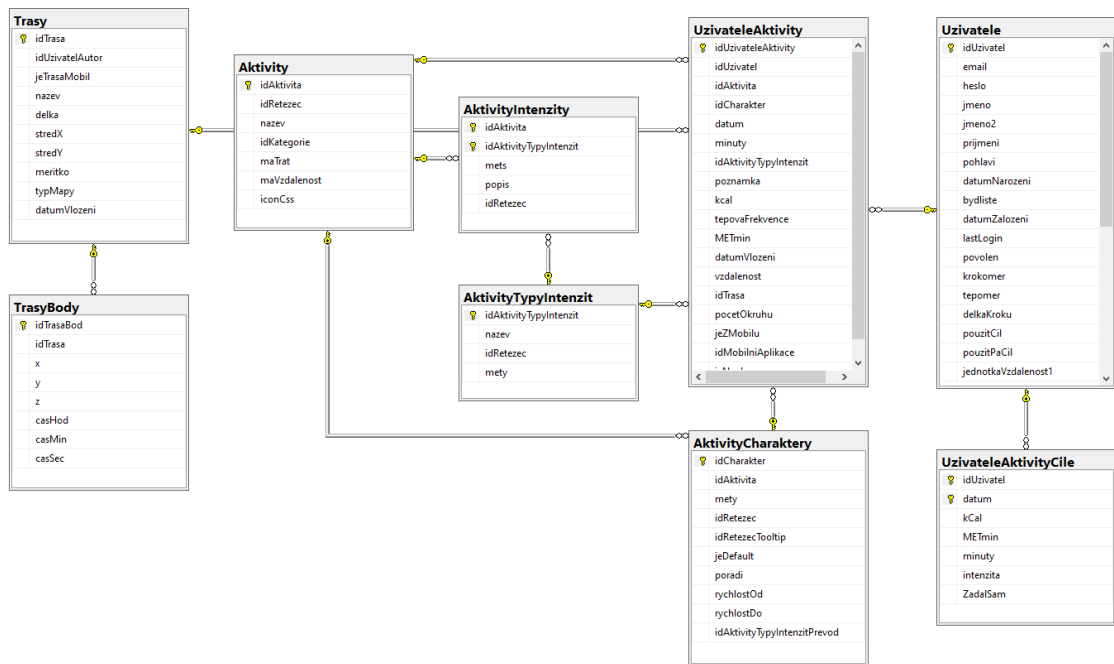 Trasy
idTrasa
idUzivatelAutor
jeTrasaMobil
nazev
delka
stredX
stredY
meritko
typMapy
datumVlozeni
TrasyBody
idTrasaBod
idTrasa
x
y
z
casHod
casMin
casSec
Aktivity
idAktivita
idRetezec
nazev
idKategorie
maTrat
maVzdalenost
iconCss
AktivityIntenzity
idAktivita
idAktivityTypyIntenzit
mets
popis
idRetezec
AktivityTypyIntenzit
idAktivityTypyIntenzit
nazev
idRetezec
mety
UzivateleAktivity
idUzivateleAktivity
idUzivatel
idAktivita
idCharakter
datum
minuty
idAktivityTypyIntenzit
poznamka
kcal
tepovaFrekvence
METmin
datumVlozeni
vzdalenost
idTrasa
pocetOkruhu
jeZMobilu
idMobilniAplikace
AktivityCharaktery
idCharakter
idAktivita
mety
idRetezec
idRetezecTooltip
jeDefault
poradi
rychlostOd
rychlostDo
idAktivityTypyIntenzitPrevod
Uzivatele
idUzivatel
email
heslo
jmeno
jmeno2
prijmeni
pohlavi
datumNarozeni
bydliste
datumZalozeni
lastLogin
povolen
krokomer
tepomer
delkaKroku
pouzitCil
pouzitPaCil
jednotkaVzdalenost1
UzivateleAktivityCile
idUzivatel
datum
kCal
METmin
minuty
intenzita
ZadalSam